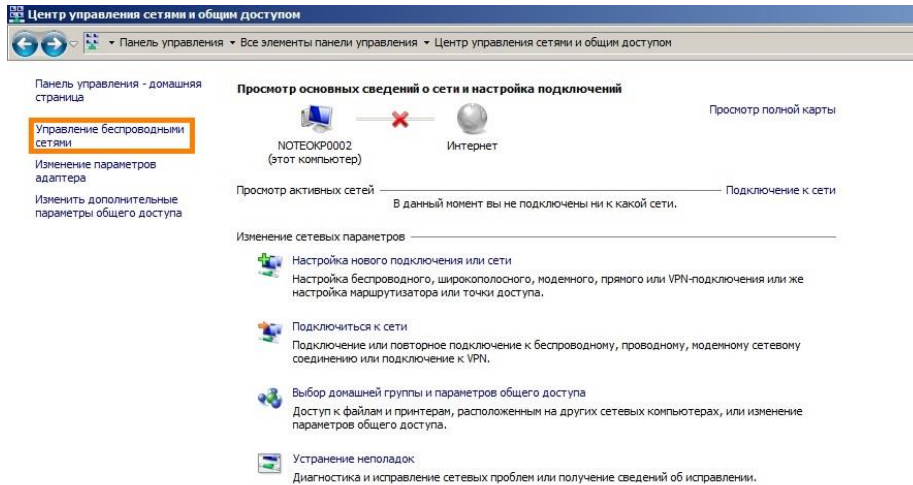 Центр управления сетями и общим доступом
Панель управления Все элементы панели управления Центр управления сетями и общим доступом
Панель управления - домашняя
страница
Управление беспроводными
сетями
Изменение параметров
адаптера
Изменить дополнительные
параметры общего доступа
Просмотр основных сведений о сети и настройка подключений
Просмотр полной карты
NOTEOKP0002
(этот компьютер)
Интернет
Просмотр активных сетей
Подключение к сети
В данный момент вы не подключены ни к какой сети.
Изменение сетевых параметров
Настройка нового подключения или сети
Настройка беспроводного, широкополосного, модемного, прямого или VPN-подключения или же
настройка маршрутизатора или точки доступа.
Подключиться к сети
Подключение или повторное подключение к беспроводному, проводному, модемному сетевому
соединению или подключение к VPN.
Выбор домашней группы и параметров общего доступа
Доступ к файлам и принтерам, расположенным на других сетевых компьютерах, или изменение
параметров общего доступа.
Устранение неполадок
Диагностика и исправление сетевых проблем или получение сведений об исправлении.